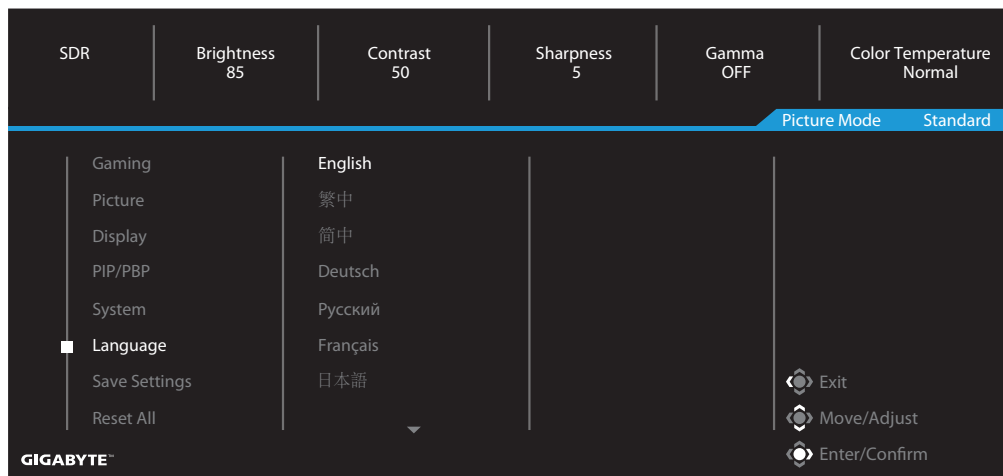 SDR
Brightness
85
Contrast
50
Sharpness
5
Gamma
OFF
Color Temperature
Normal
Picture Mode Standard
Gaming
Picture
Display
PIP/PBP
System
Language
Save Settings
Reset All
English
繁中
简中
Deutsch
Русский
Français
日本語
Exit
Move/Adjust
Enter/Confirm
GIGABYTE™